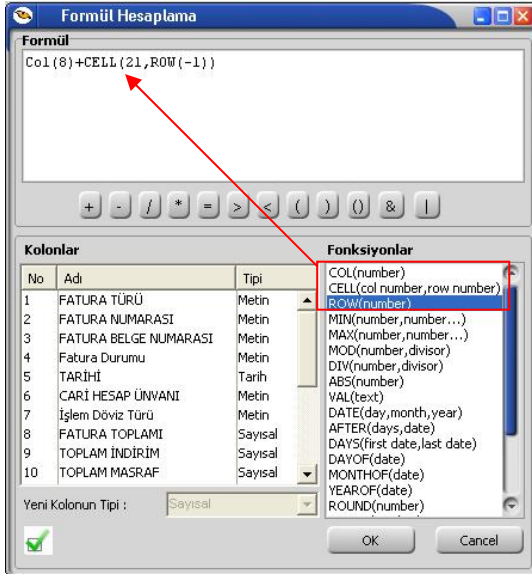 Formül Hesaplama
Formül
Col(8)+CELL(21,ROW(-1))
+ - / * = > < ( ) () & |
Kolonlar
No Adı Tipi
1 FATURA TÜRÜ Metin
2 FATURA NUMARASI Metin
3 FATURA BELGE NUMARASI Metin
4 Fatura Durumu Metin
5 TARİHİ Tarih
6 CARİ HESAP ÜNVANI Metin
7 İşlem Döviz Türü Metin
8 FATURA TOPLAMI Sayısal
9 TOPLAM İNDİRİM Sayısal
10 TOPLAM MASRAF Sayısal
Yeni Kolonun Tipi : Sayısal
Fonksiyonlar
COL(number)
CELL(col number,row number)
ROW(number)
MIN(number,number...)
MAX(number,number...)
MOD(number,divisor)
DIV(number,divisor)
ABS(number)
VAL(text)
DATE(day,month,year)
AFTER(days,date)
DAYS(first date,last date)
DAYOF(date)
MONTHOF(date)
YEAROF(date)
ROUND(number)
OK Cancel